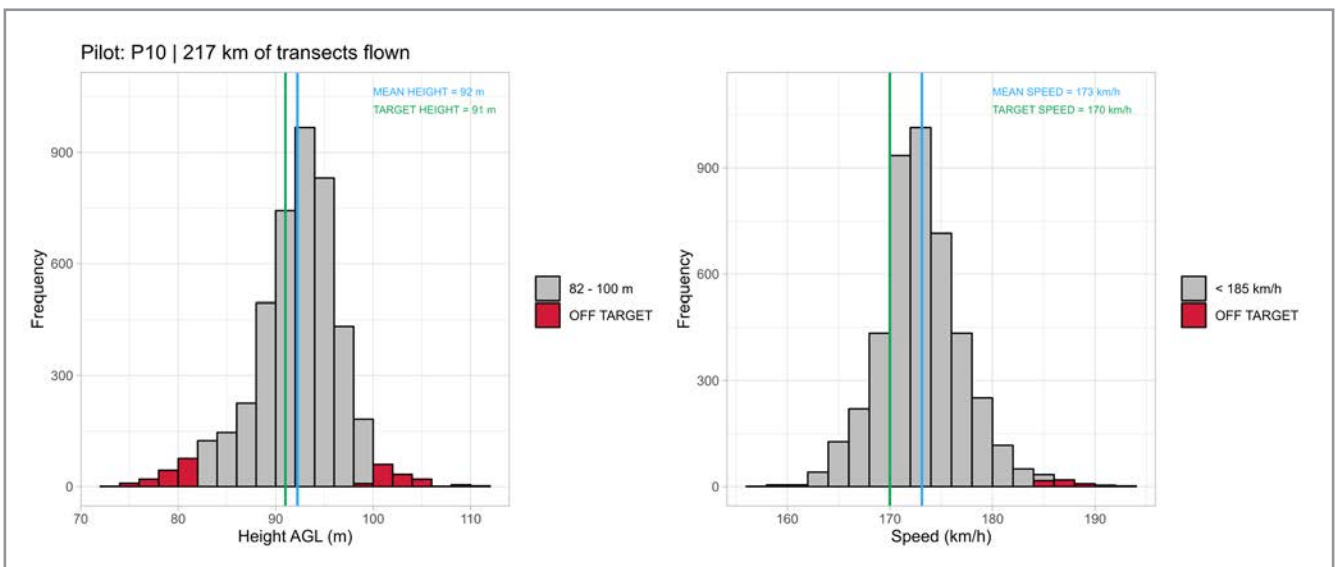 Pilot: P10 | 217 km of transects flown
MEAN HEIGHT = 92 m
TARGET HEIGHT = 91 m
900
600
300
0
Frequency
70 80 90 100 110
Height AGL (m)
82 - 100 m
OFF TARGET
MEAN SPEED = 173 km/h
TARGET SPEED = 170 km/h
900
600
300
0
Frequency
160 170 180 190
Speed (km/h)
< 185 km/h
OFF TARGET